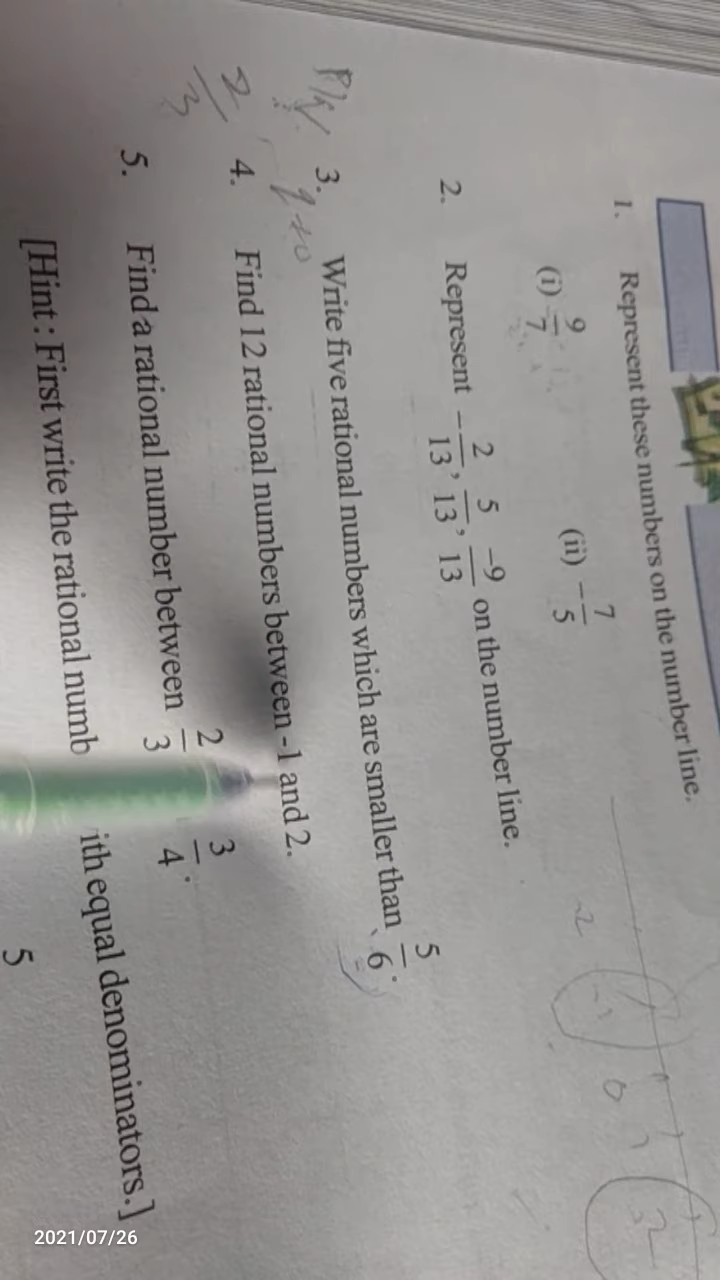 1. Represent these numbers on the number line.
(i) 9/7 (ii) -7/5
2. Represent -2/13, 5/13, -9/13 on the number line.
3. Write five rational numbers which are smaller than 5/6.
4. Find 12 rational numbers between -1 and 2.
5. Find a rational number between 2/3 3/4.
[Hint : First write the rational numb ith equal denominators.]
5
2/3
2021/07/26